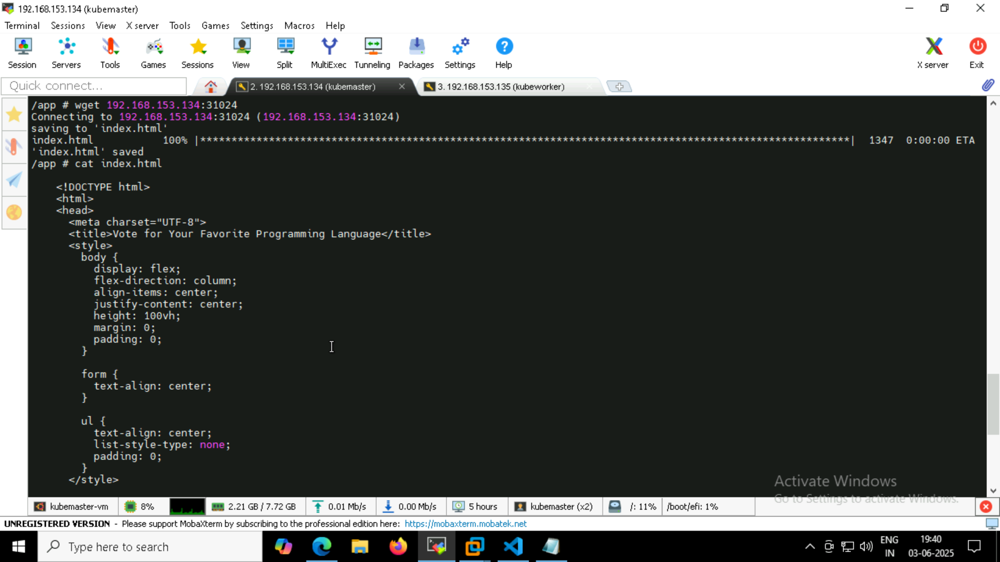 192.168.153.134 (kubemaster)
Terminal Sessions View X server Tools Games Settings Macros Help
Session Servers Tools Games Sessions View Split MultiExec Tunneling Packages Settings Help X server Exit
Quick connect... 2. 192.168.153.134 (kubemaster) 3. 192.168.153.135 (kubeworker)
/app # wget 192.168.153.134:31024
Connecting to 192.168.153.134:31024 (192.168.153.134:31024)
saving to 'index.html'
index.html 100% |********************************************************************************************************| 1347 0:00:00 ETA
'index.html' saved
/app # cat index.html
<!DOCTYPE html>
<html>
<head>
<meta charset="UTF-8">
<title>Vote for Your Favorite Programming Language</title>
<style>
body {
display: flex;
flex-direction: column;
align-items: center;
justify-content: center;
height: 100vh;
margin: 0;
padding: 0;
}
form {
text-align: center;
}
ul {
text-align: center;
list-style-type: none;
padding: 0;
}
</style>
Activate Windows
Go to Settings to activate Windows.
kubemaster-vm 8% 2.21 GB / 7.72 GB 0.01 Mb/s 0.00 Mb/s 5 hours kubemaster (x2) /: 11% /boot/efi: 1%
UNREGISTERED VERSION - Please support MobaXterm by subscribing to the professional edition here: https://mobaxterm.mobatek.net
Type here to search
ENG 19:40
IN 03-06-2025